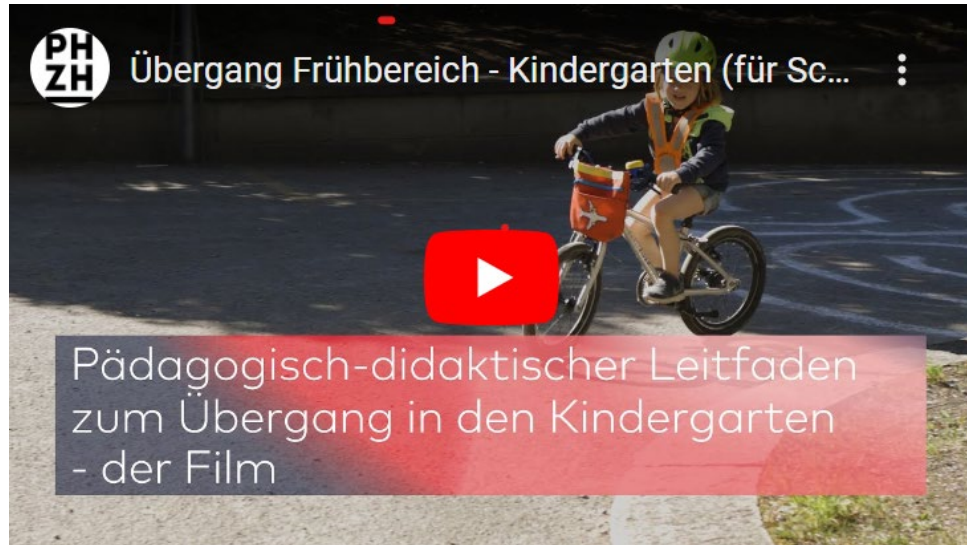 PH
ZH
Übergang Frühbereich - Kindergarten (für Sc...
Pädagogisch-didaktischer Leitfaden
zum Übergang in den Kindergarten
- der Film